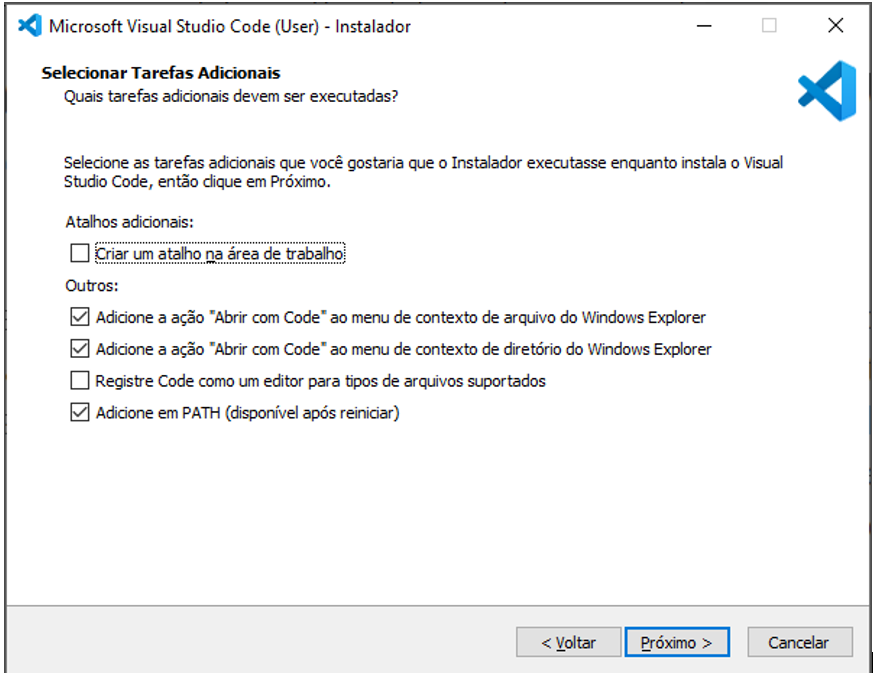 Microsoft Visual Studio Code (User) - Instalador
Selecionar Tarefas Adicionais
Quais tarefas adicionais devem ser executadas?
Selecione as tarefas adicionais que você gostaria que o Instalador executasse enquanto instala o Visual
Studio Code, então clique em Próximo.
Atalhos adicionais:
Criar um atalho na área de trabalho
Outros:
Adicione a ação "Abrir com Code" ao menu de contexto de arquivo do Windows Explorer
Adicione a ação "Abrir com Code" ao menu de contexto de diretório do Windows Explorer
Registre Code como um editor para tipos de arquivos suportados
Adicione em PATH (disponível após reiniciar)
< Voltar Próximo > Cancelar